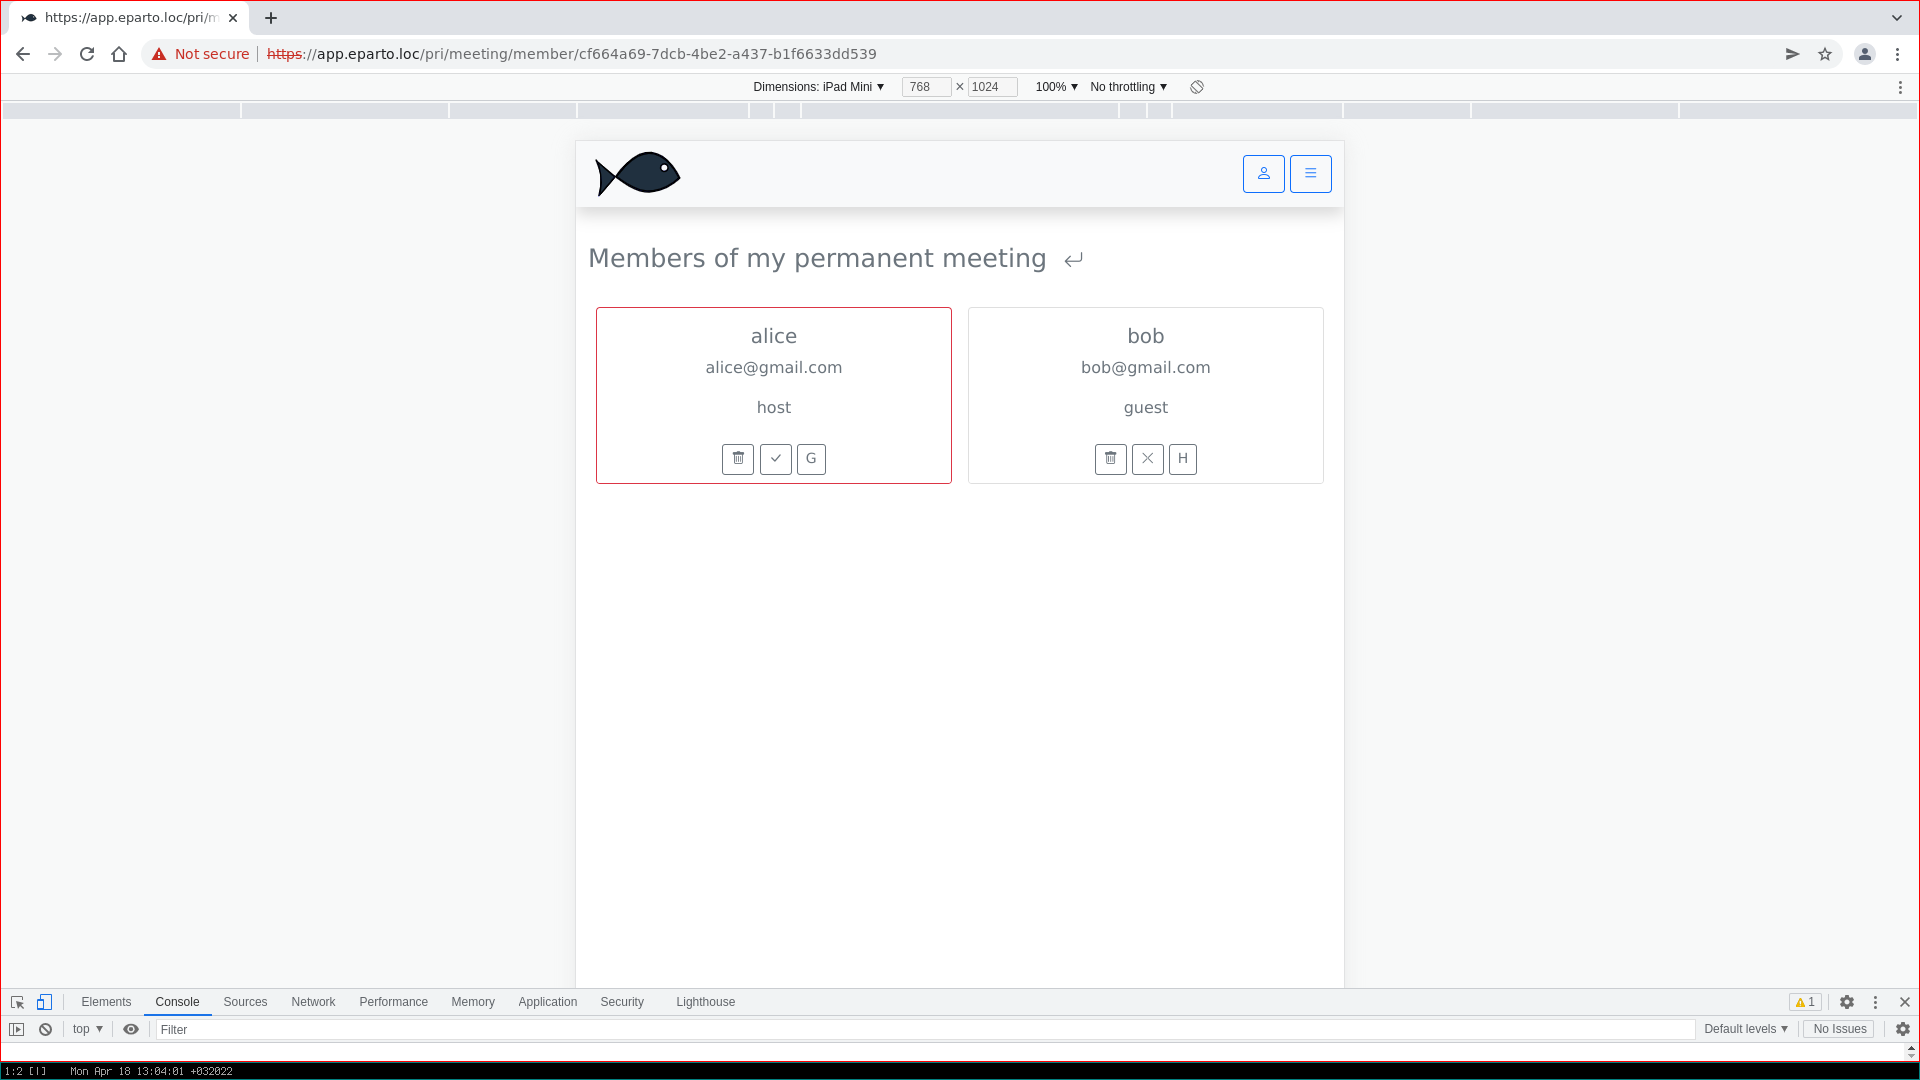 https://app.eparto.loc/pri/m
Not secure https://app.eparto.loc/pri/meeting/member/cf664a69-7dcb-4be2-a437-b1f6633dd539
Dimensions: iPad Mini 768 × 1024 100% No throttling
Members of my permanent meeting
alice
alice@gmail.com
host
G
bob
bob@gmail.com
guest
H
Elements Console Sources Network Performance Memory Application Security Lighthouse 1
top Filter Default levels No Issues
1:2 [|] Mon Apr 18 13:04:01 +032022